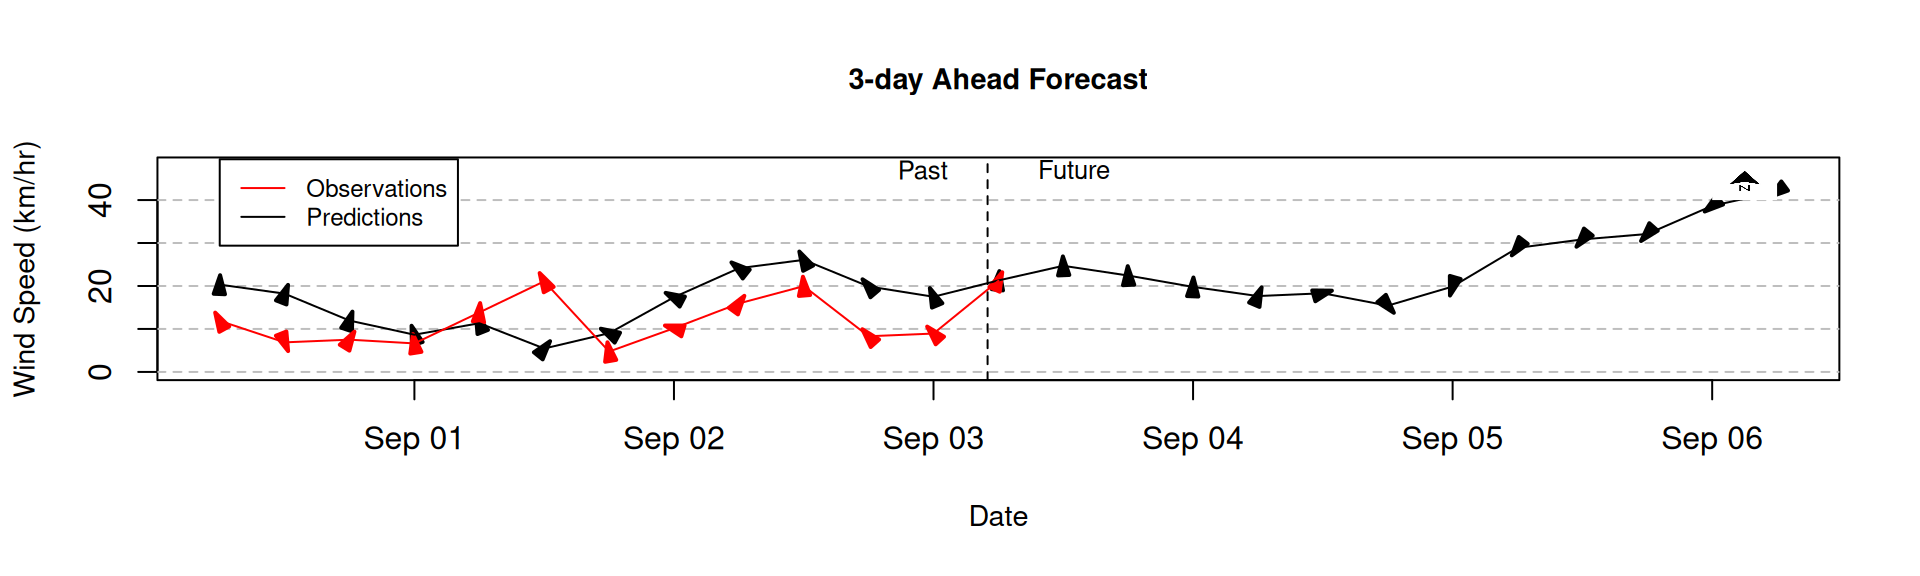 3-day Ahead Forecast
Wind Speed (km/hr)
40
20
0
Observations
Predictions
Past
Future
N
Sep 01
Sep 02
Sep 03
Sep 04
Sep 05
Sep 06
Date